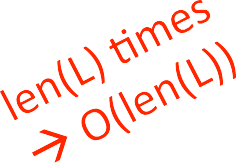 len(L) times
→ O(len(L))